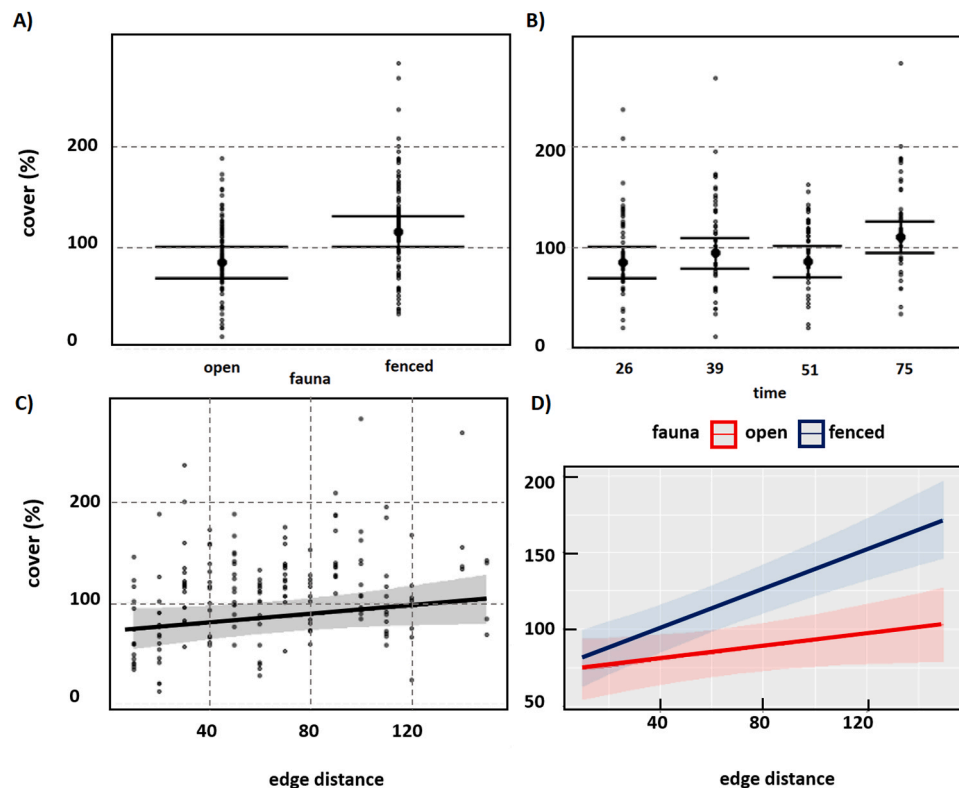 A)
B)
cover (%)
200
100
0
open
fenced
fauna
200
100
0
26
39
51
75
time
C)
D)
cover (%)
200
100
0
40
80
120
edge distance
fauna
open
fenced
200
150
100
50
40
80
120
edge distance